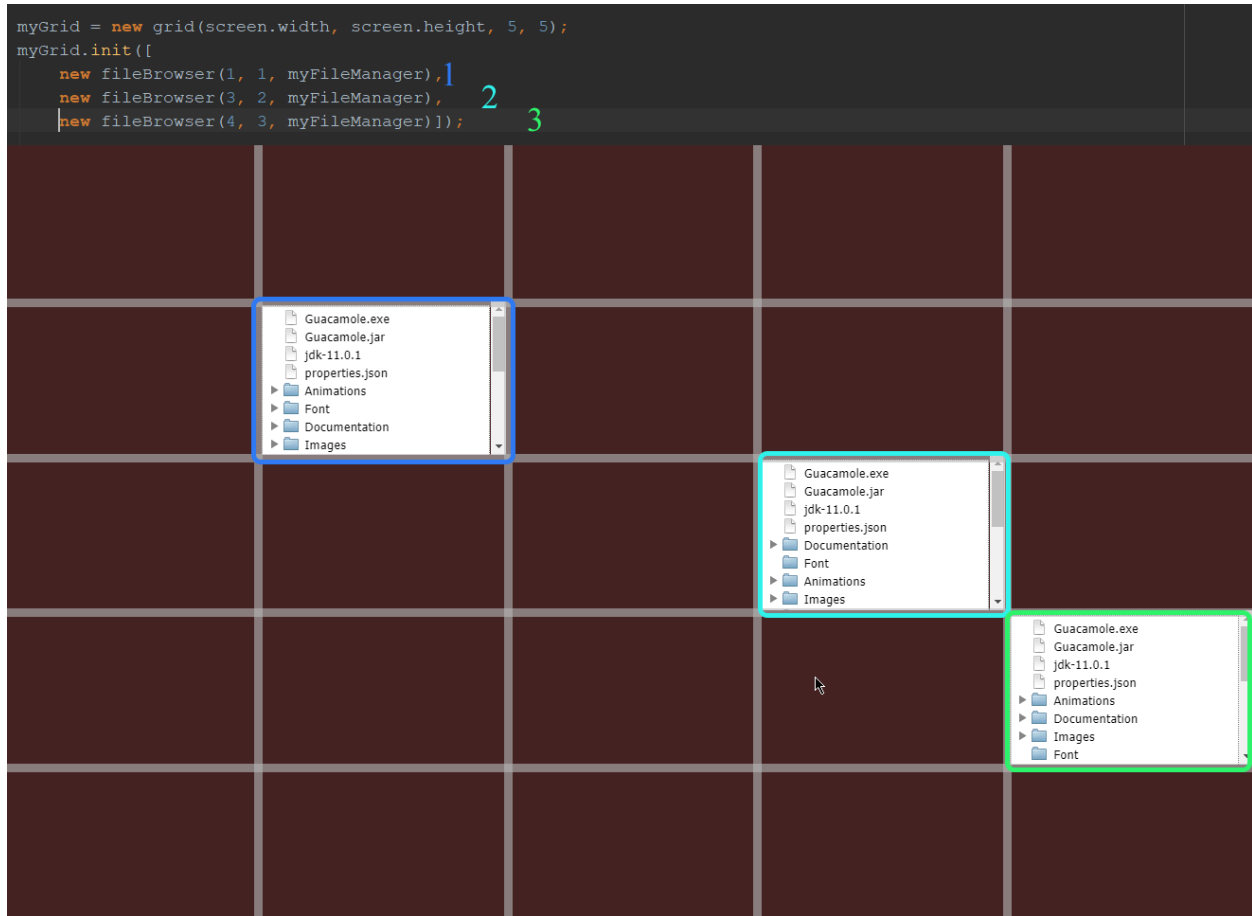 myGrid = new grid(screen.width, screen.height, 5, 5);
myGrid.init([
new fileBrowser(1, 1, myFileManager), 1
new fileBrowser(3, 2, myFileManager), 2
new fileBrowser(4, 3, myFileManager)]); 3
Guacamole.exe
Guacamole.jar
jdk-11.0.1
properties.json
Animations
Font
Documentation
Images
Guacamole.exe
Guacamole.jar
jdk-11.0.1
properties.json
Documentation
Font
Animations
Images
Guacamole.exe
Guacamole.jar
jdk-11.0.1
properties.json
Animations
Documentation
Images
Font